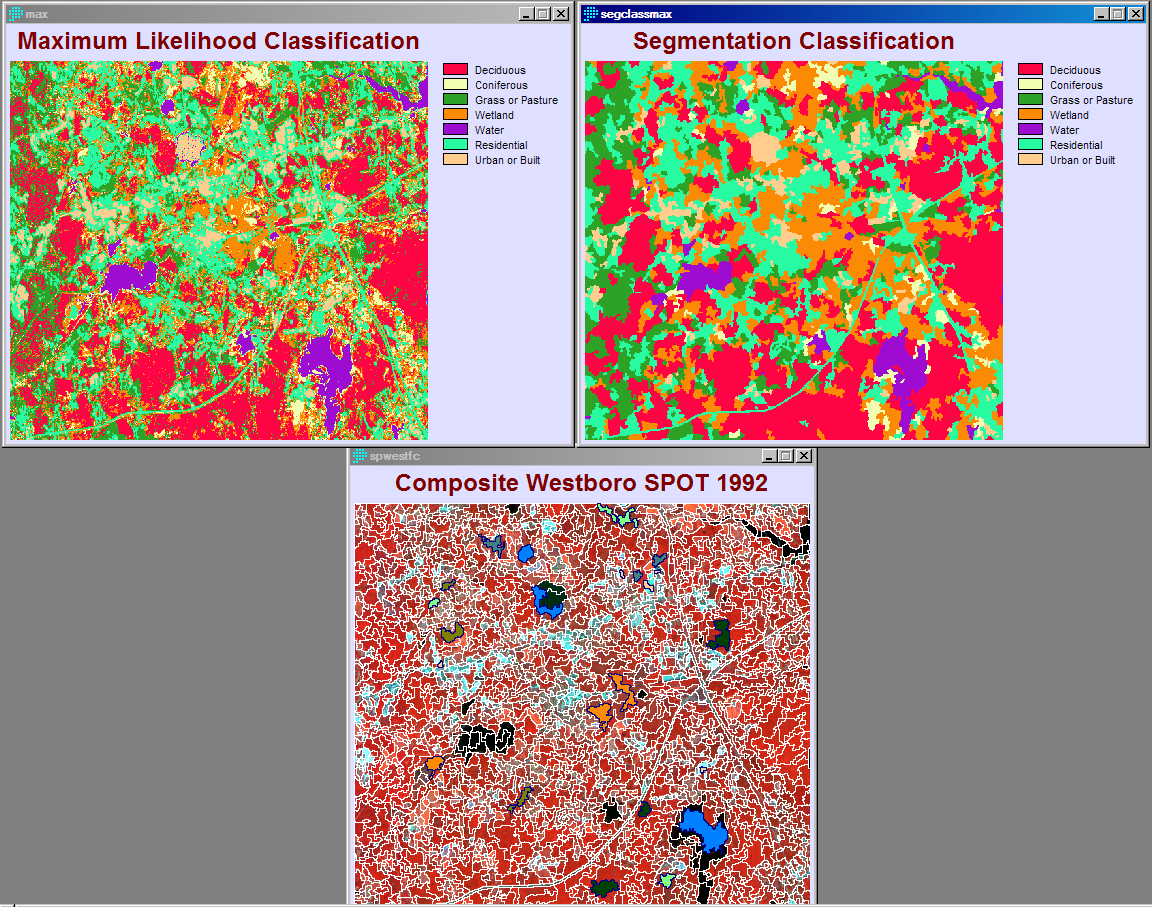 max
Maximum Likelihood Classification
Deciduous
Coniferous
Grass or Pasture
Wetland
Water
Residential
Urban or Built
segclassmax
Segmentation Classification
Deciduous
Coniferous
Grass or Pasture
Wetland
Water
Residential
Urban or Built
spwestfc
Composite Westboro SPOT 1992